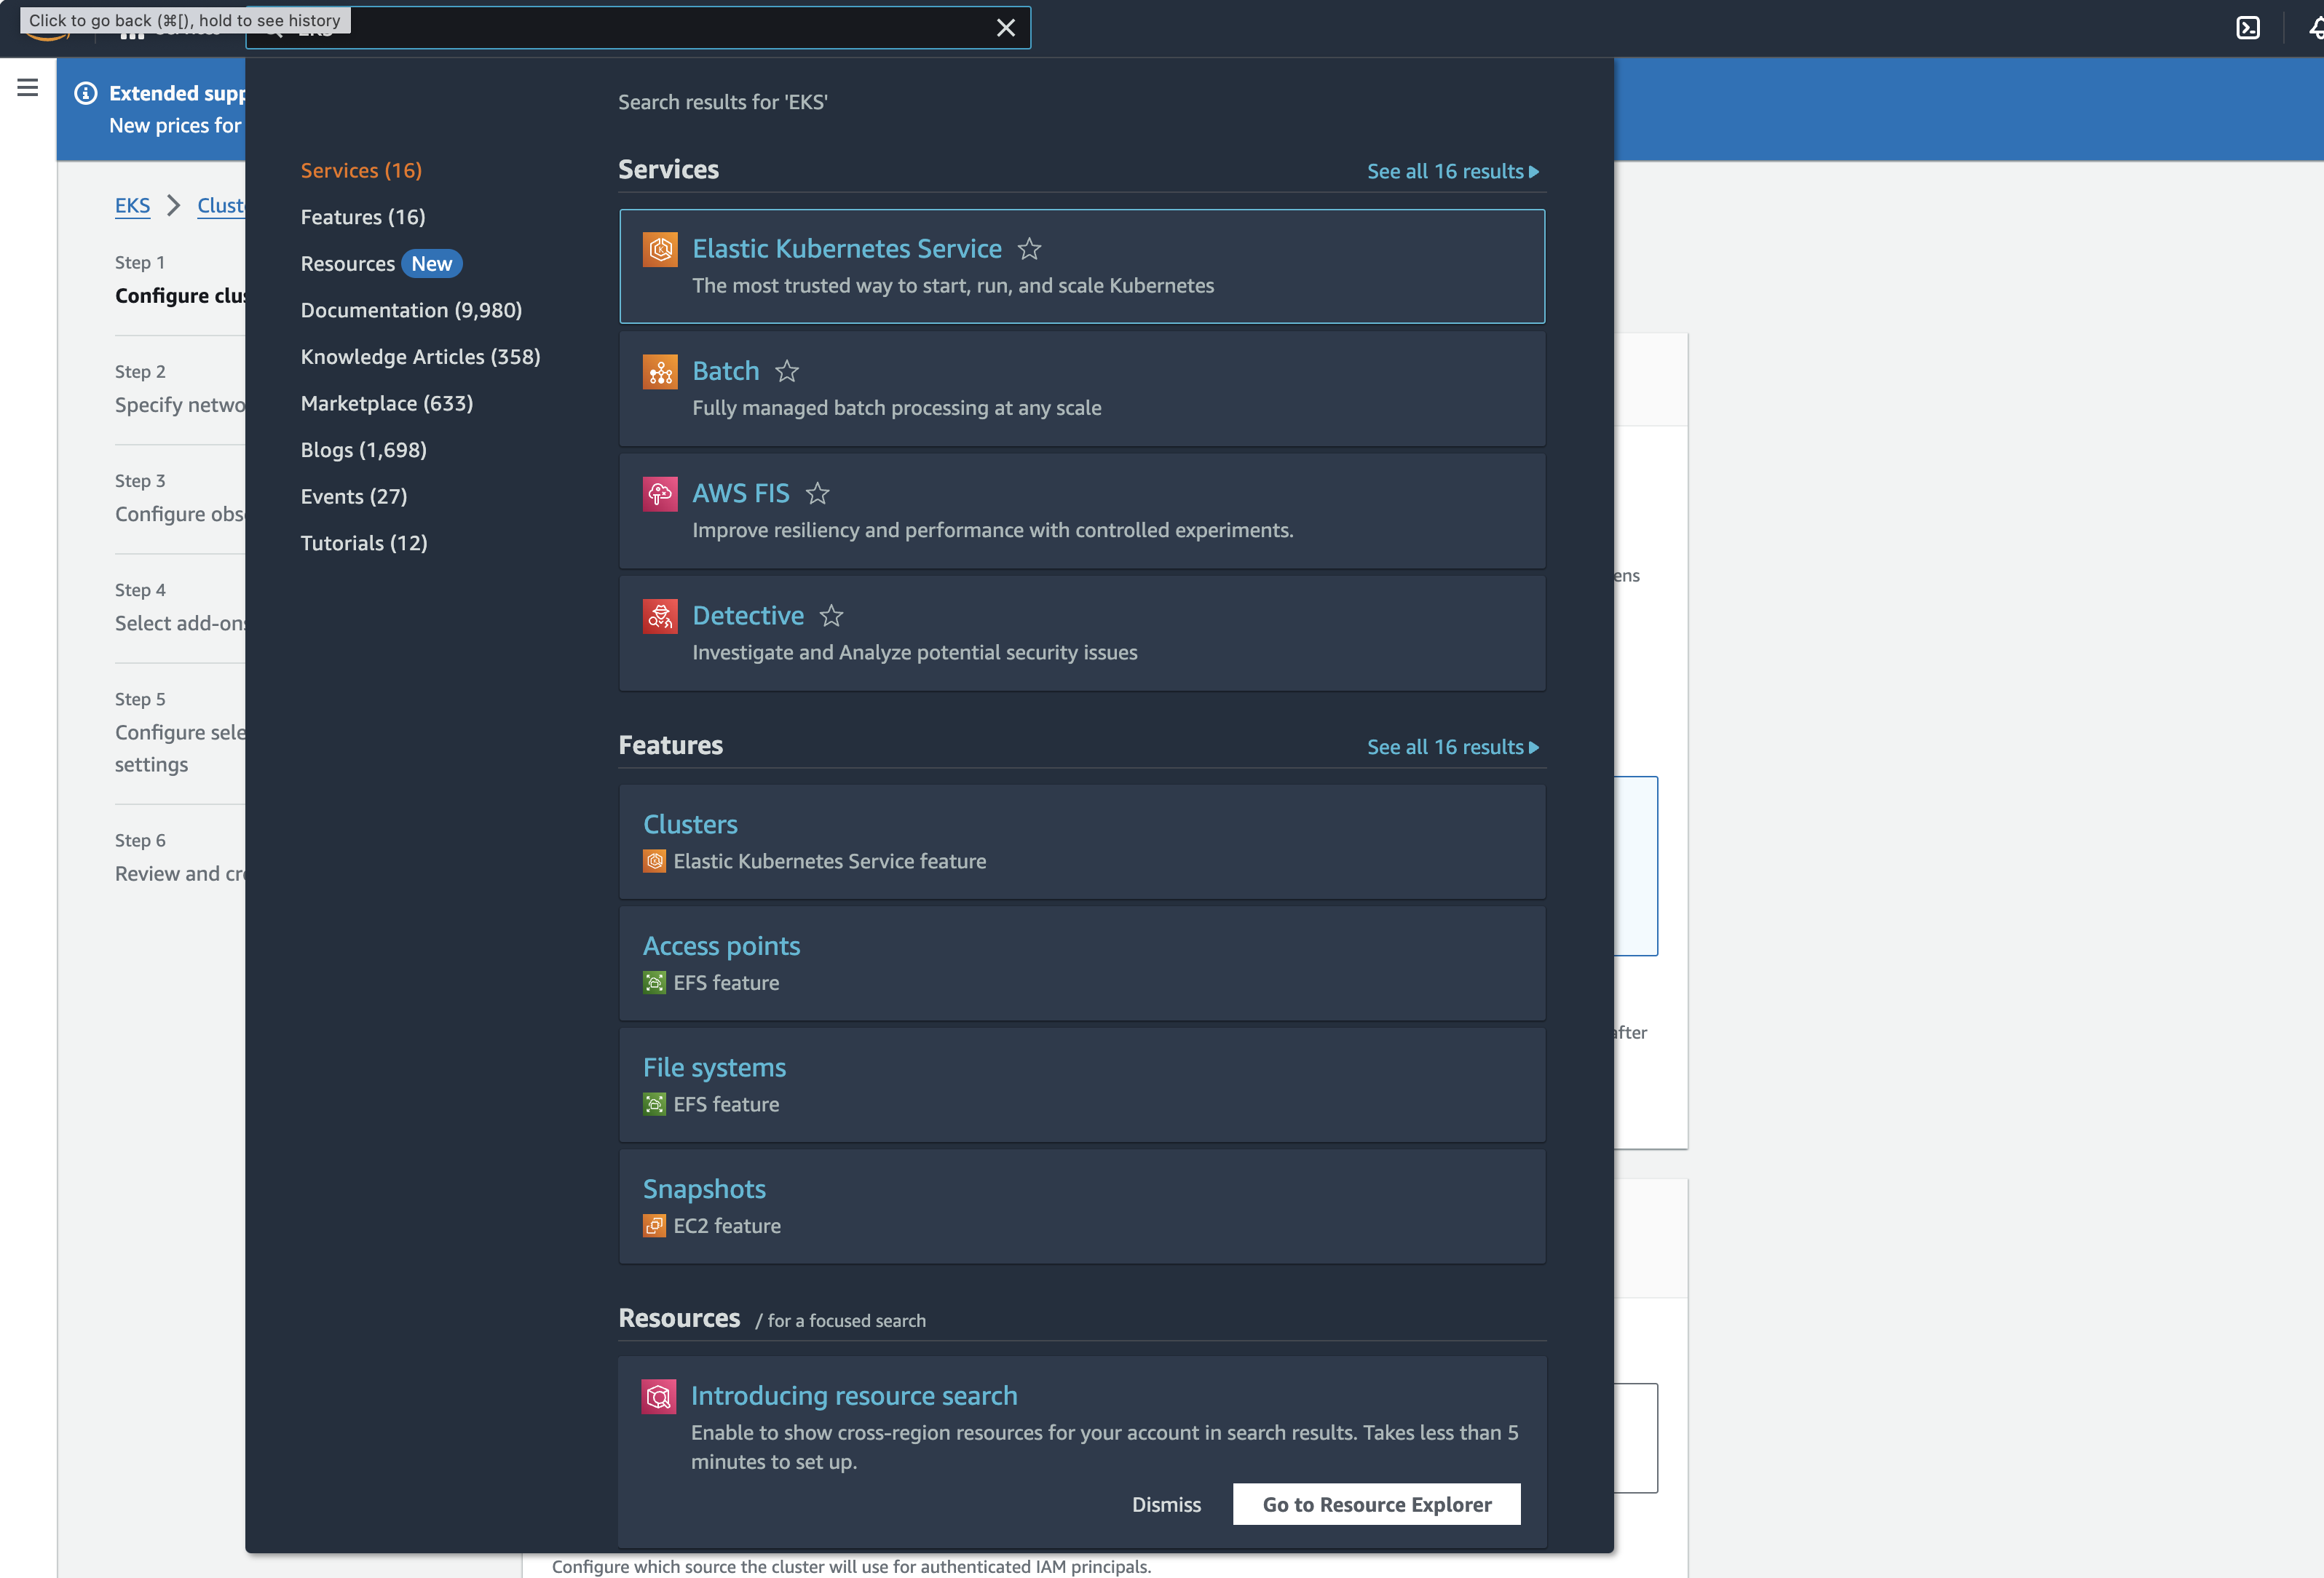 Click to go back (⌘[), hold to see history
EKS
Extended supp
New prices for
EKS
Clust
Step 1
Configure clus
Step 2
Specify netwo
Step 3
Configure obs
Step 4
Select add-ons
Step 5
Configure sele
settings
Step 6
Review and cr
Search results for 'EKS'
Services (16)
Features (16)
Resources New
Documentation (9,980)
Knowledge Articles (358)
Marketplace (633)
Blogs (1,698)
Events (27)
Tutorials (12)
Services
See all 16 results
Elastic Kubernetes Service
The most trusted way to start, run, and scale Kubernetes
Batch
Fully managed batch processing at any scale
AWS FIS
Improve resiliency and performance with controlled experiments.
Detective
Investigate and Analyze potential security issues
Features
See all 16 results
Clusters
Elastic Kubernetes Service feature
Access points
EFS feature
File systems
EFS feature
Snapshots
EC2 feature
Resources / for a focused search
Introducing resource search
Enable to show cross-region resources for your account in search results. Takes less than 5
minutes to set up.
Dismiss
Go to Resource Explorer
ens
after
Configure which source the cluster will use for authenticated IAM principals.